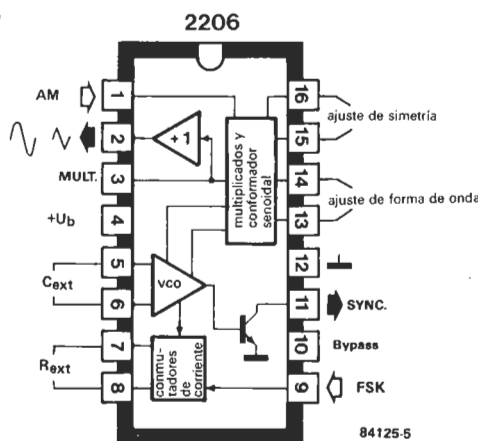 2206
AM
1
2
MULT.
3
+Ub
4
Cext
5
6
Rext
7
8
+1
multiplicados y
conformador
senoidal
VCO
conmu-
tadores
de
corriente
16
ajuste de simetría
15
14
ajuste de forma de onda
13
12
11
SYNC.
10
Bypass
9
FSK
84125-5